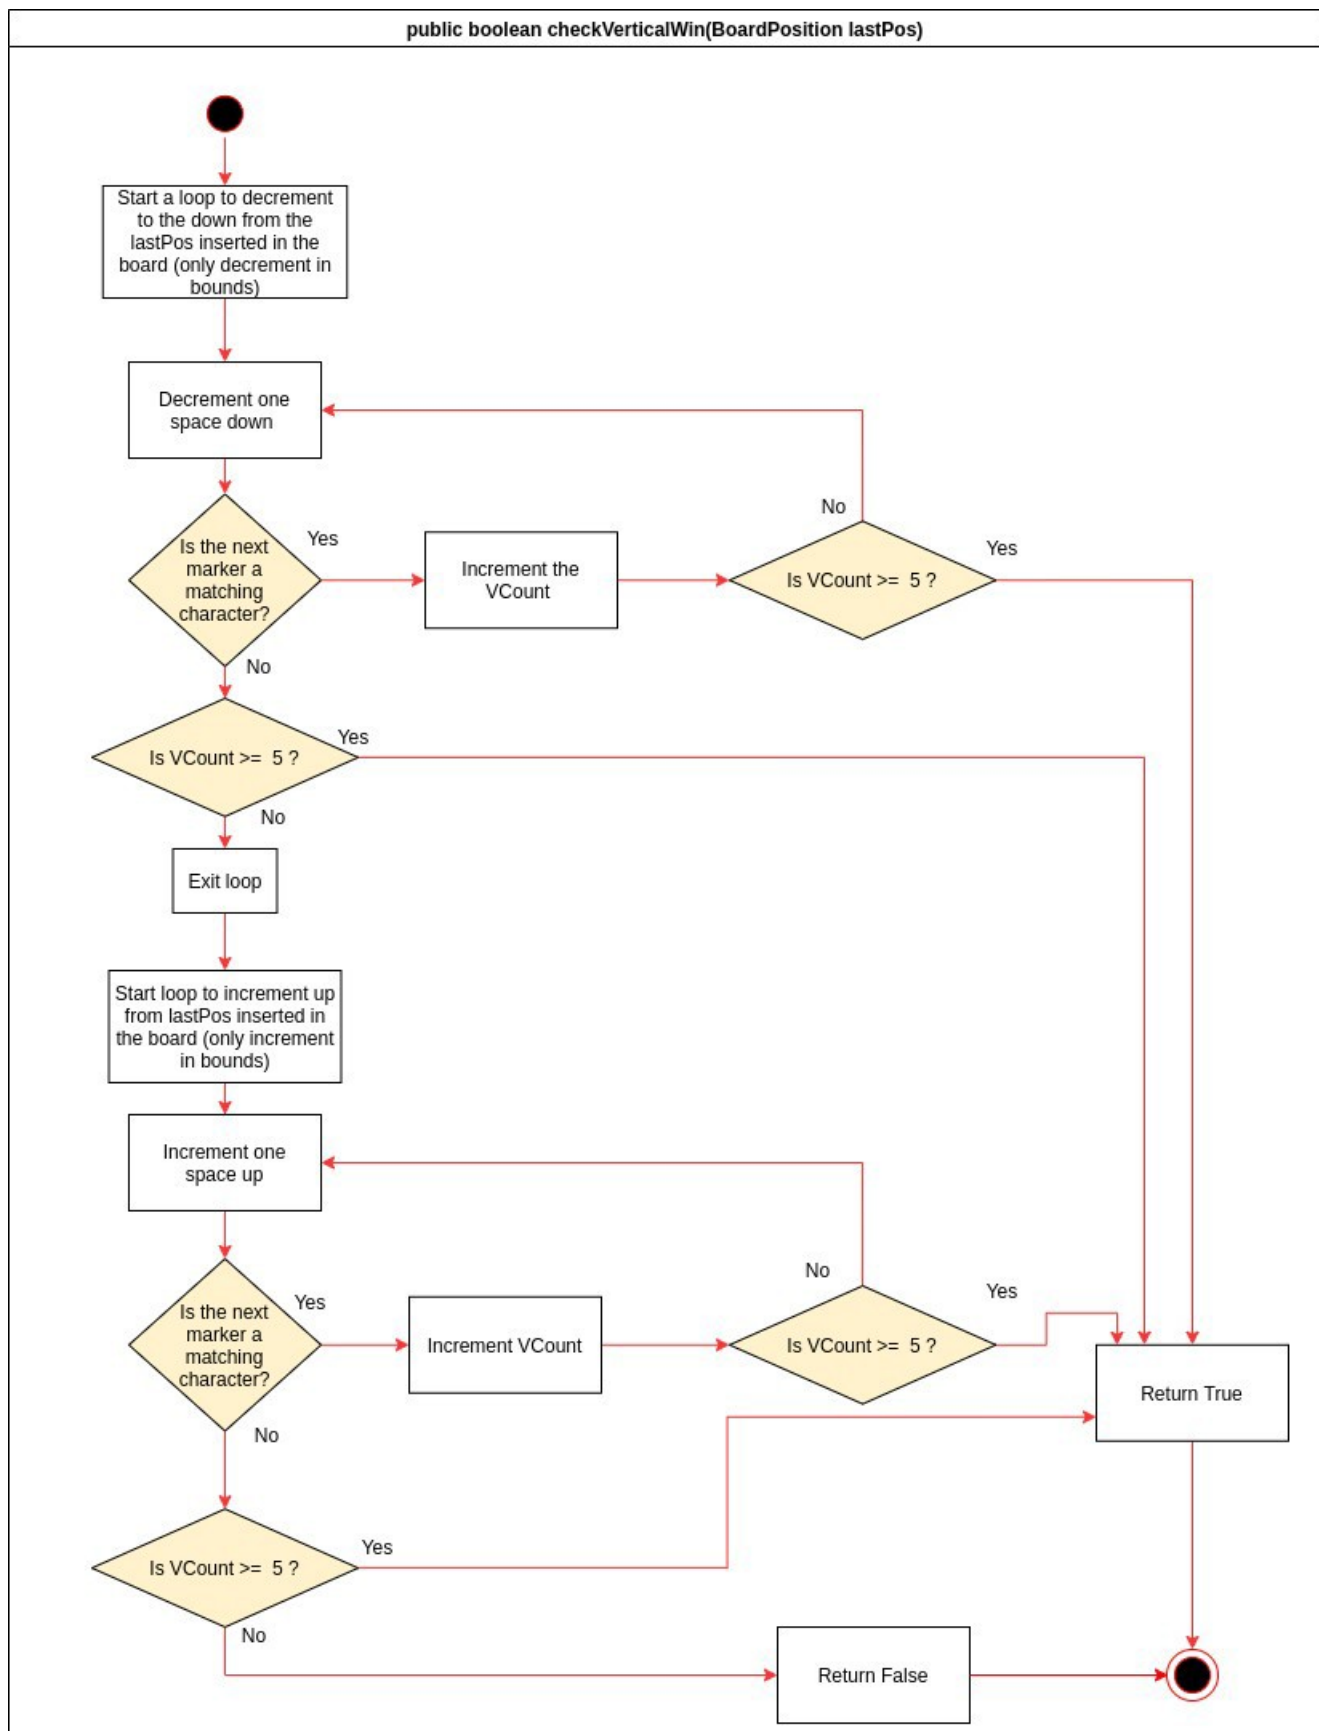 public boolean checkVerticalWin(BoardPosition lastPos)
Start a loop to decrement
to the down from the
lastPos inserted in the
board (only decrement in
bounds)
Decrement one
space down
No
Yes
Yes
Is the next
marker a
matching
character?
Increment the
VCount
Is VCount >=  5 ?
No
Yes
Is VCount >=  5 ?
No
Exit loop
Start loop to increment up
from lastPos inserted in
the board (only increment
in bounds)
Increment one
space up
No
Yes
Yes
Is the next
marker a
matching
character?
Increment VCount
Is VCount >=  5 ?
Return True
No
Yes
Is VCount >=  5 ?
No
Return False